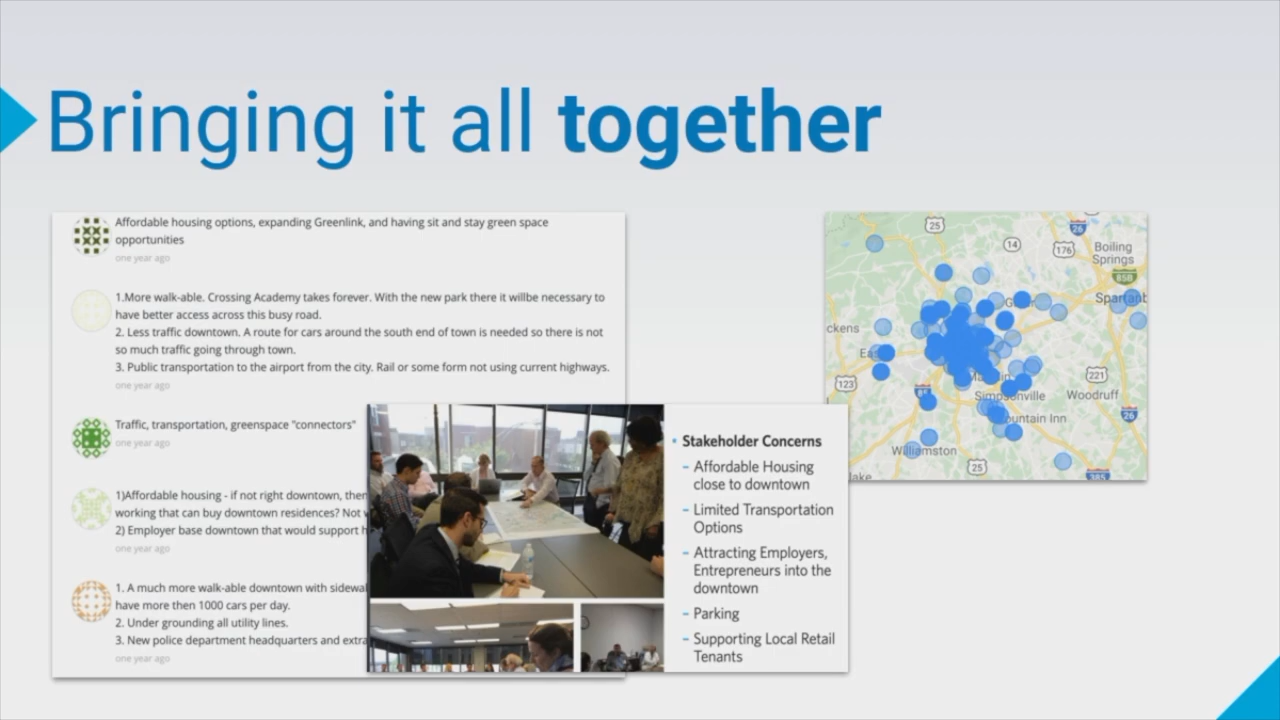 Bringing it all together
Affordable housing options, expanding Greenlink, and having sit and stay green space
opportunities
one year ago
1.More walk-able. Crossing Academy takes forever. With the new park there it willbe necessary to
have better access across this busy road.
2. Less traffic downtown. A route for cars around the south end of town is needed so there is not
so much traffic going through town.
3. Public transportation to the airport from the city. Rail or some form not using current highways.
one year ago
Traffic, transportation, greenspace "connectors"
one year ago
1)Affordable housing - if not right downtown, then
working that can buy downtown residences? Not
2) Employer base downtown that would support
one year ago
1. A much more walk-able downtown with
have more then 1000 cars per day.
2. Under grounding all utility lines.
3. New police department headquarters and
one year ago
• Stakeholder Concerns
– Affordable Housing
close to downtown
– Limited Transportation
Options
– Attracting Employers,
Entrepreneurs into the
downtown
– Parking
– Supporting Local Retail
Tenants
25
26
14
176
Boiling
Springs
85B
Spartanb
ckens
Eas
123
85
Simpsonville
221
Woodruff
26
ountain Inn
Williamston
25
385
lake